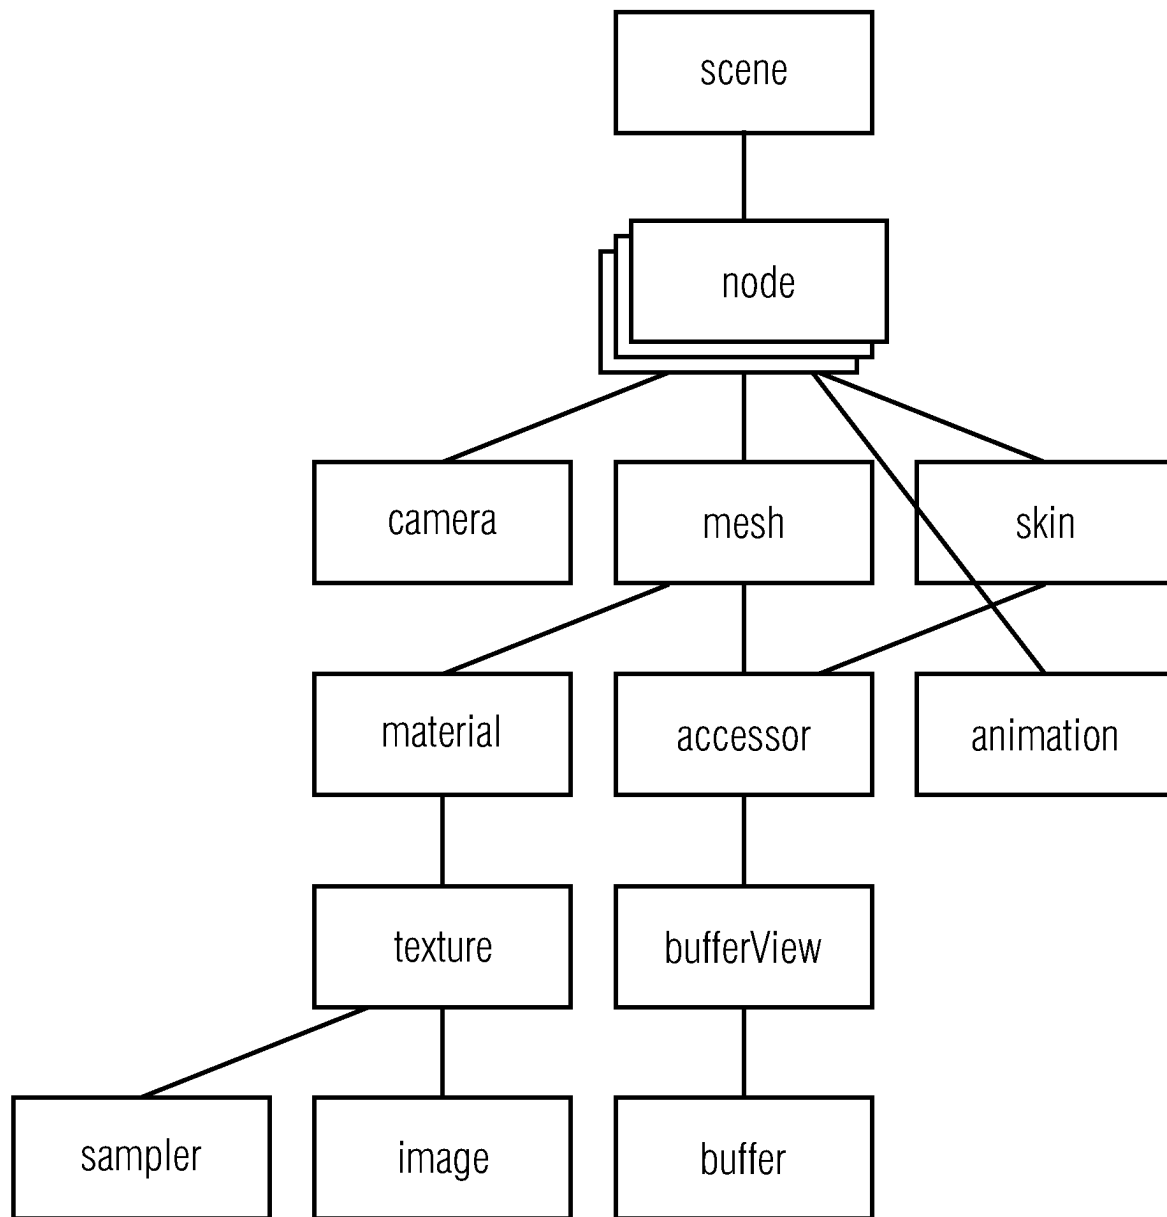 scene
node
camera
mesh
skin
material
accessor
animation
texture
bufferView
sampler
image
buffer